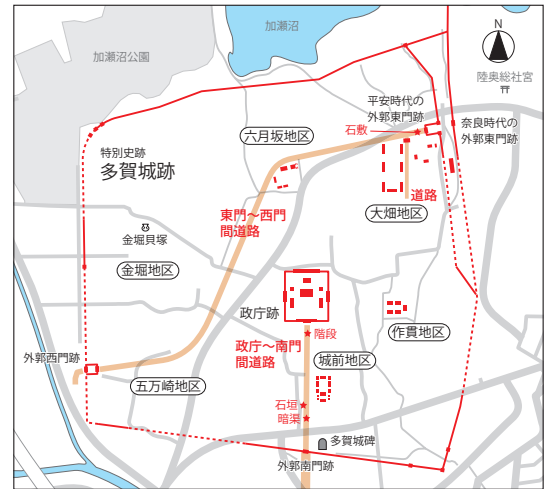 加瀬沼
加瀬沼公園
N
陸奥総社宮
平安時代の
外郭東門跡
石敷
奈良時代の
外郭東門跡
六月坂地区
特別史跡
多賀城跡
道路
大畑地区
東門〜西門
間道路
金堀貝塚
金堀地区
政庁跡
階段
作貫地区
政庁〜南門
間道路
城前地区
外郭西門跡
五万崎地区
石垣
暗渠
多賀城碑
外郭南門跡